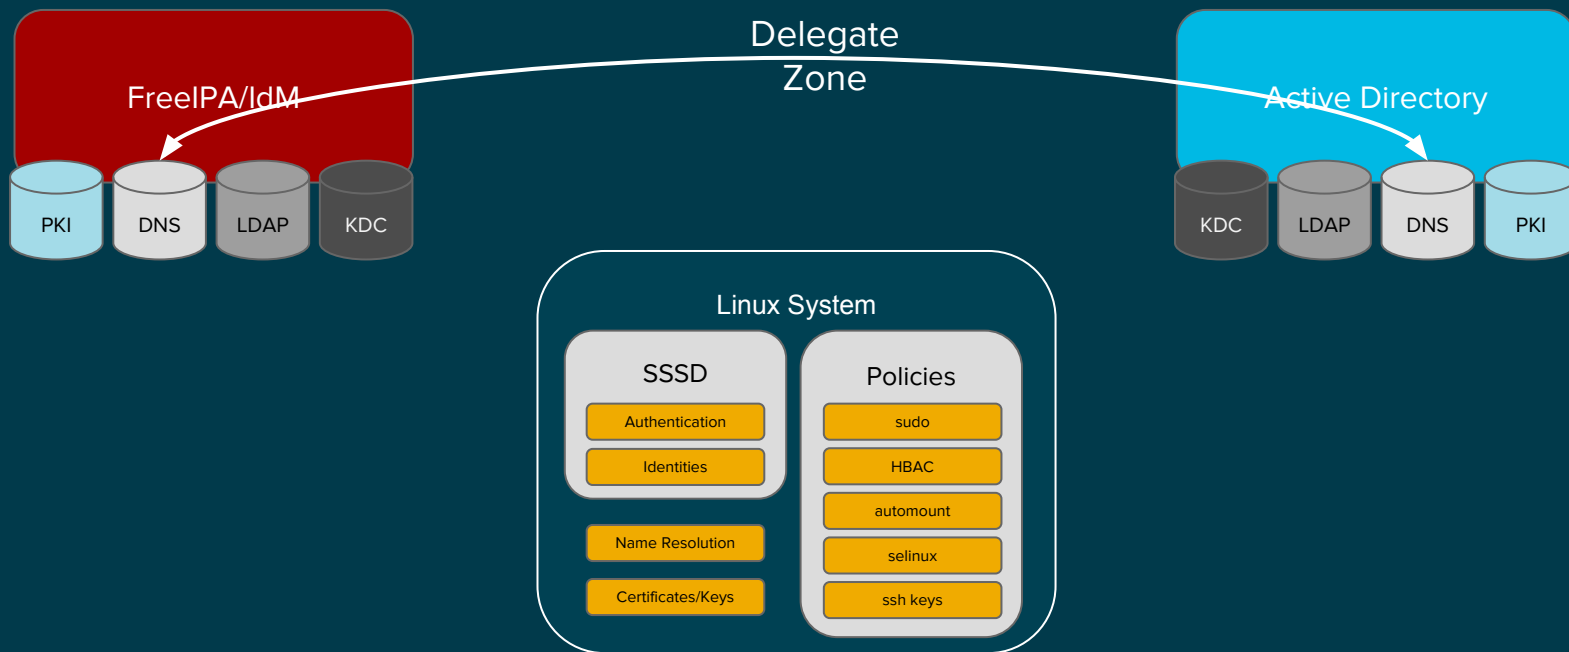 Delegate
Zone
FreeIPA/IdM
Active Directory
PKI
DNS
LDAP
KDC
KDC
LDAP
DNS
PKI
Linux System
SSSD
Authentication
Identities
Name Resolution
Certificates/Keys
Policies
sudo
HBAC
automount
selinux
ssh keys